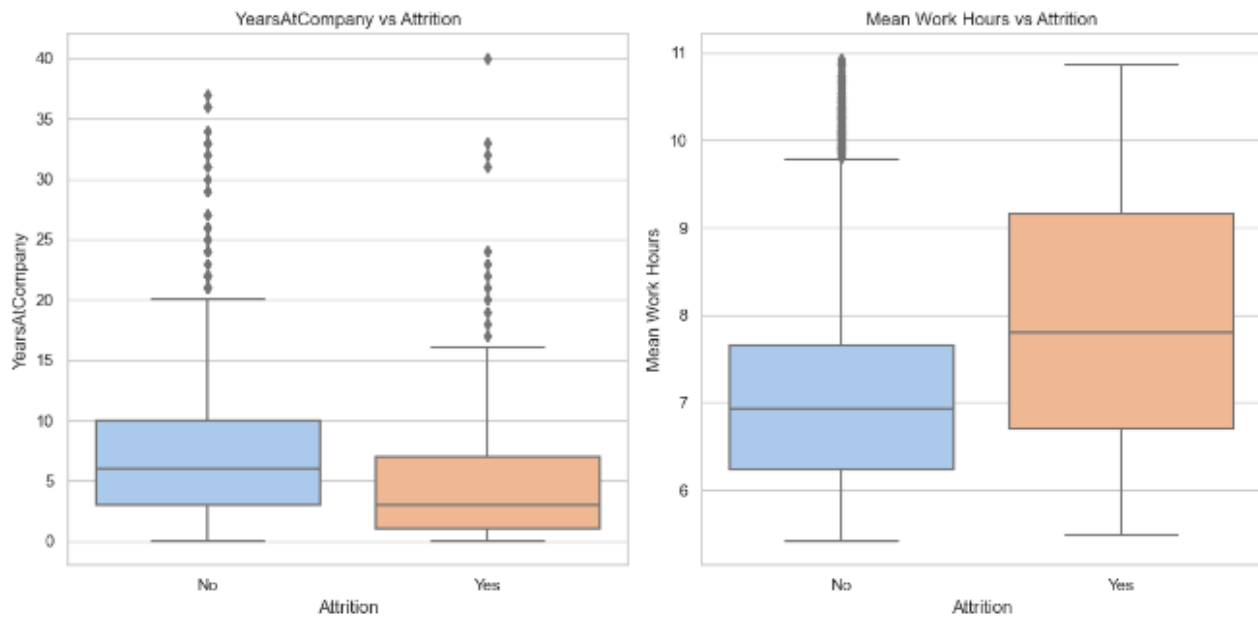 YearsAtCompany vs Attrition
YearsAtCompany
40
35
30
25
20
15
10
5
0
No
Yes
Attrition
Mean Work Hours vs Attrition
Mean Work Hours
11
10
9
8
7
6
No
Yes
Attrition